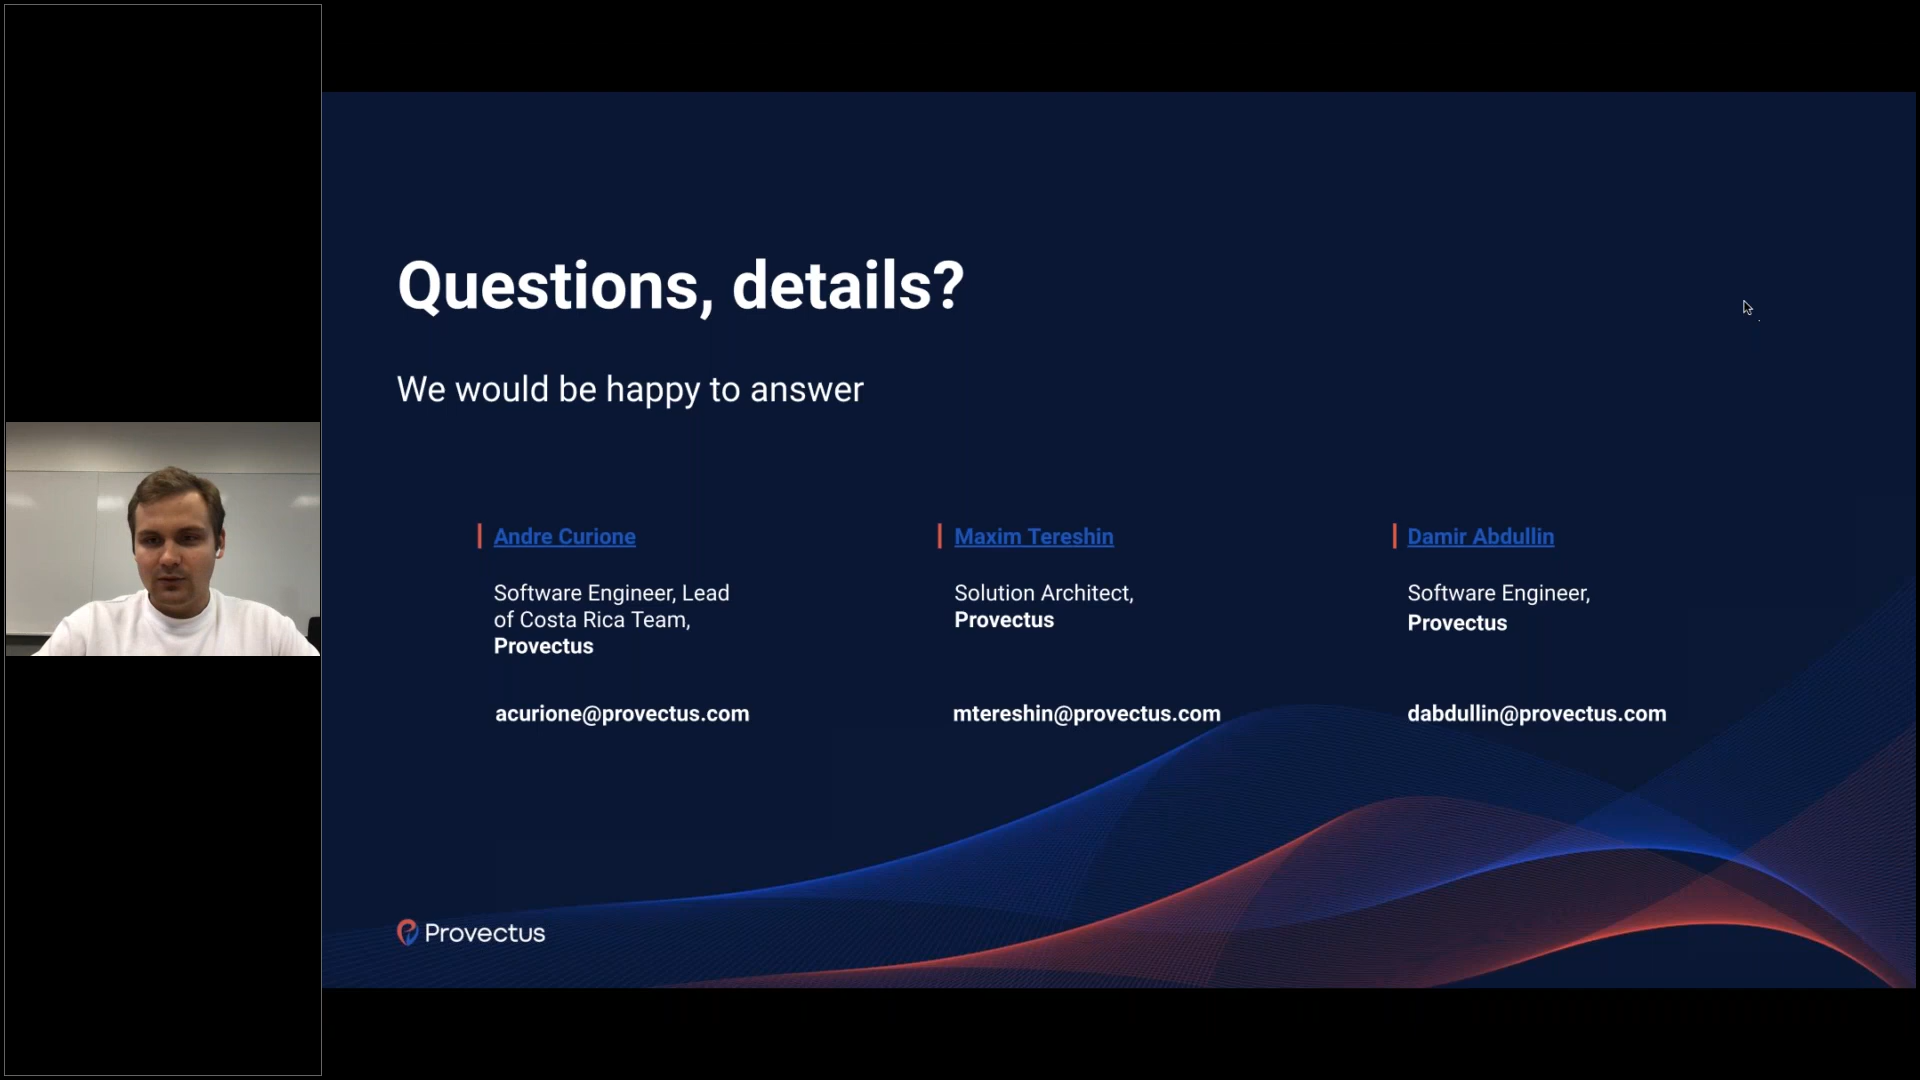 Questions, details?
We would be happy to answer
Andre Curione
Software Engineer, Lead
of Costa Rica Team,
Provectus
acurione@provectus.com
Maxim Tereshin
Solution Architect,
Provectus
mtereshin@provectus.com
Damir Abdullin
Software Engineer,
Provectus
dabdullin@provectus.com
Provectus